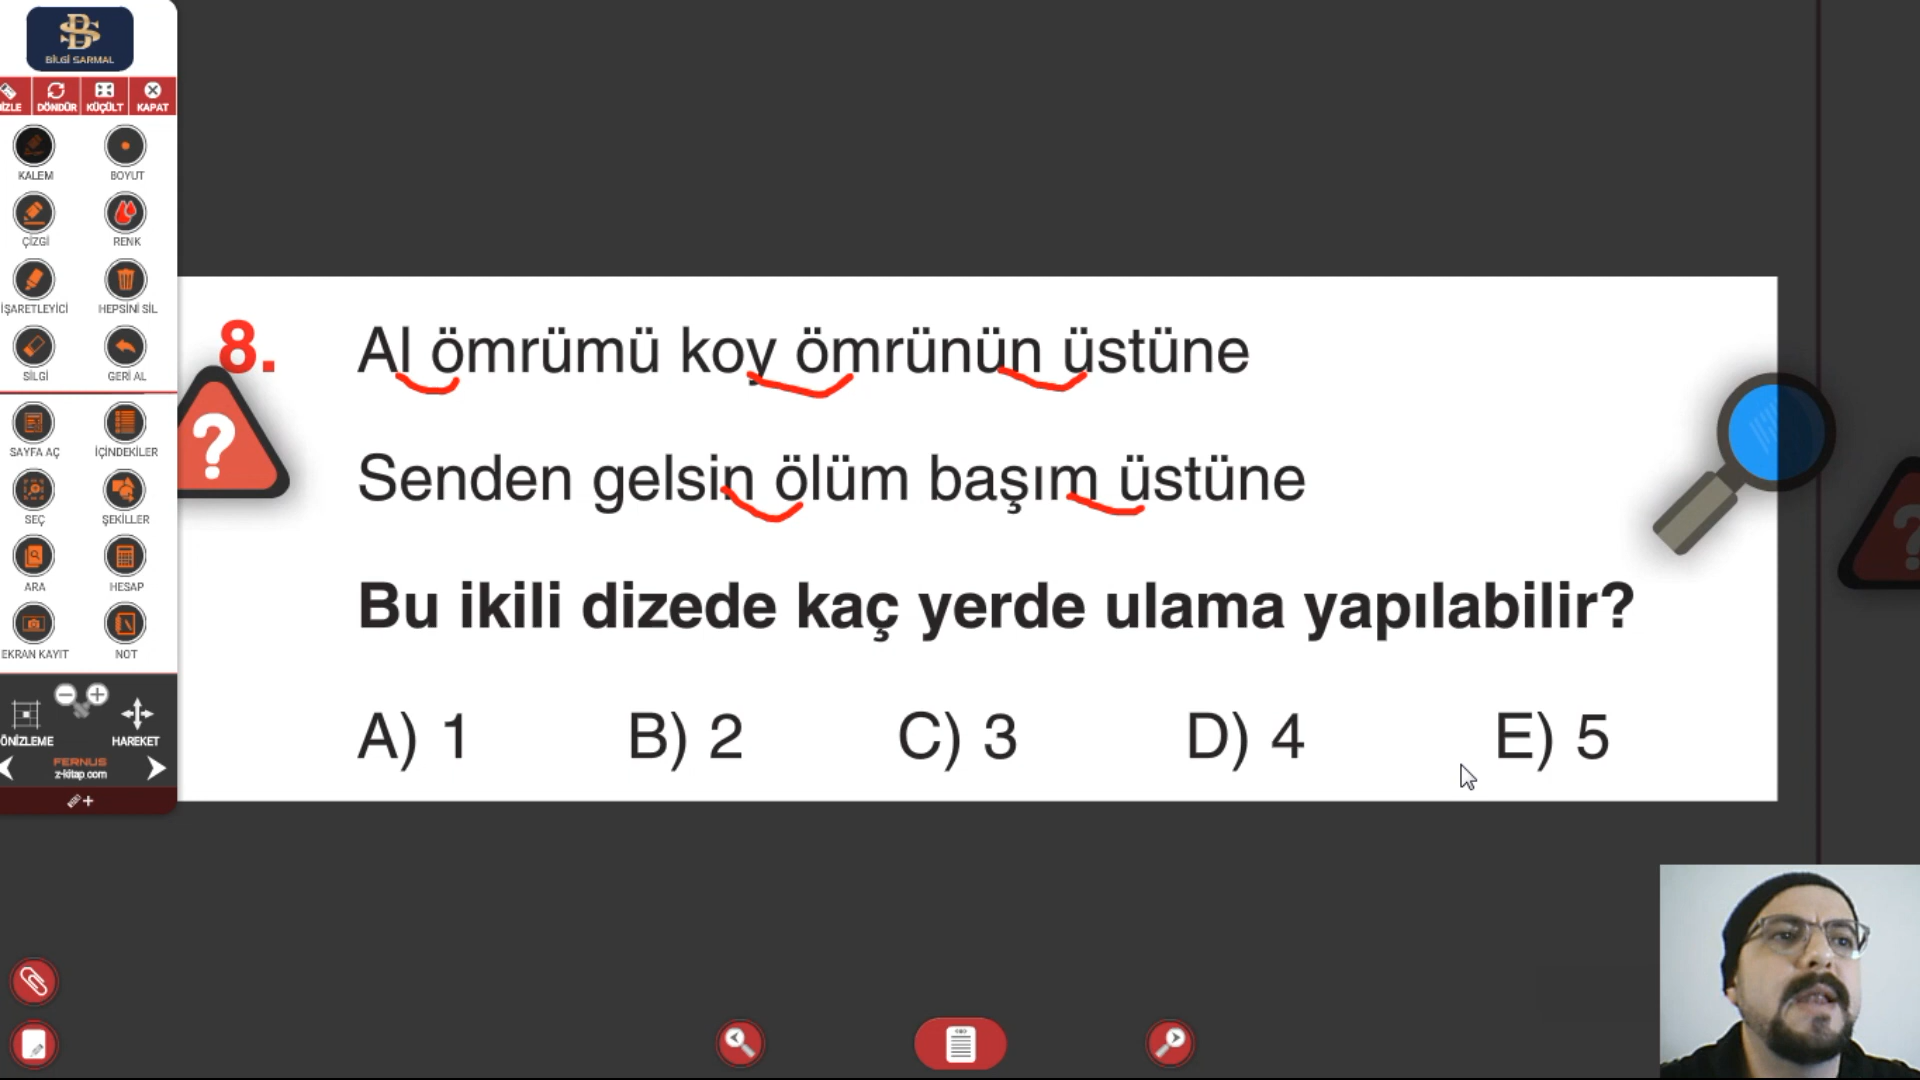 BİLGİ SARMAL
İZLE DÖNDÜR KÜÇÜLT KAPAT
KALEM BOYUT
ÇİZGİ RENK
İŞARETLEYİCİ HEPSİNİ SİL
SİLGİ GERİ AL
SAYFA AÇ İÇİNDEKİLER
SEÇ ŞEKİLLER
ARA HESAP
EKRAN KAYIT NOT
ÖNİZLEME HAREKET
FERNUS
z-kitap.com
8. Al ömrümü koy ömrünün üstüne
Senden gelsin ölüm başım üstüne
Bu ikili dizede kaç yerde ulama yapılabilir?
A) 1 B) 2 C) 3 D) 4 E) 5